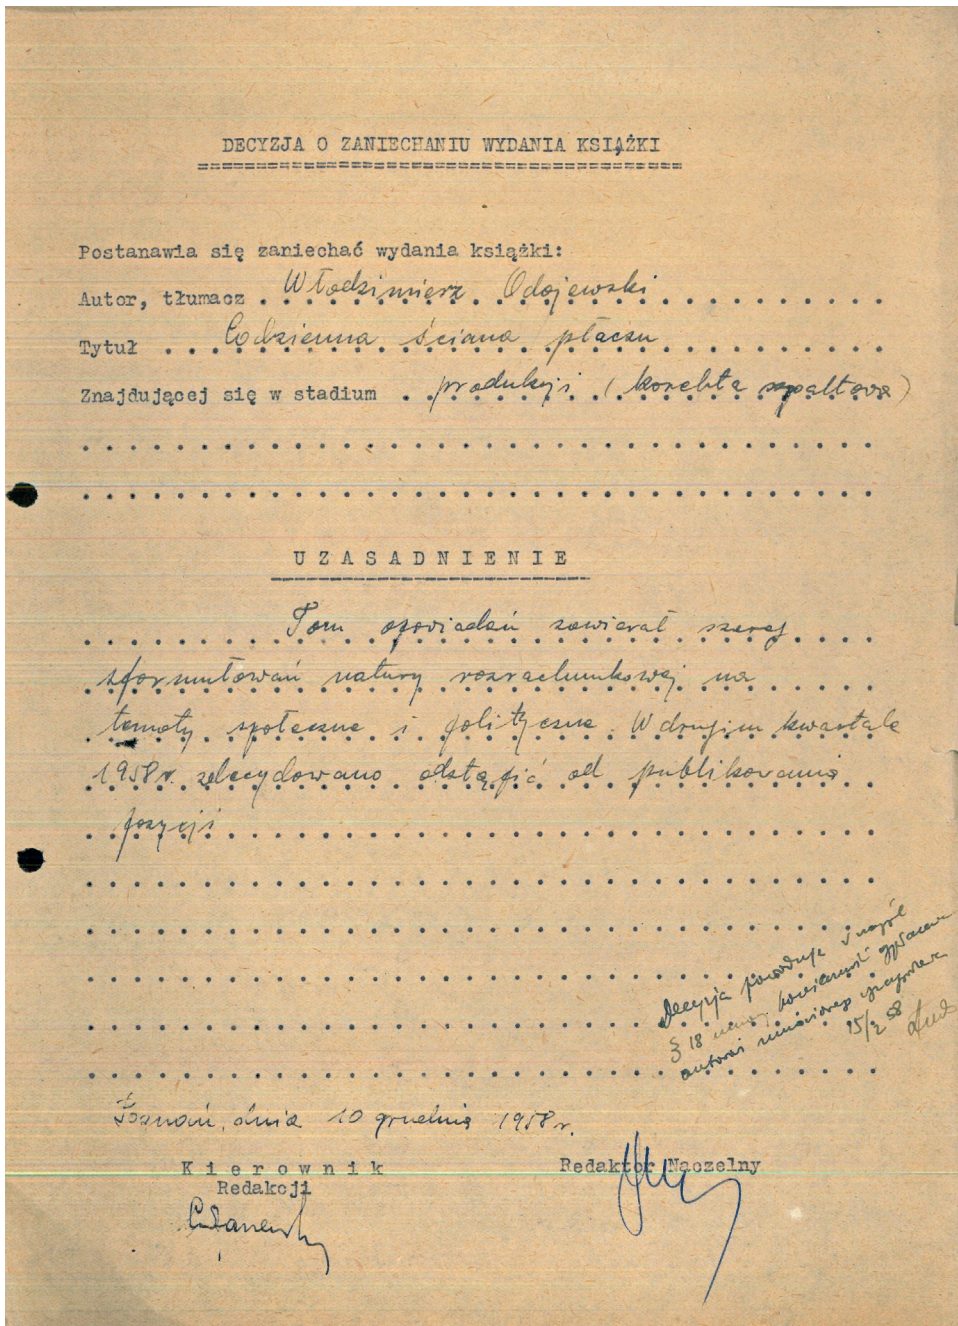 DECYZJA O ZANIECHANIU WYDANIA KSIĄŻKI
Postanawia się zaniechać wydania książki:
Autor, tłumacz Włodzimierz Odojewski
Tytuł Codzienna ściana płaczu
Znajdującej się w stadium produkcji (korekta szpaltowa)
UZASADNIENIE
Tom opowiadań zawierał szereg
sformułowań natury rozrachunkowej na
tematy społeczne i polityczne. W drugim kwartale
1958 r. zdecydowano odstąpić od publikowania
pozycji
Decyzja powoduje w myśl
§ 18 umowy konieczność
autorowi
15/2 58
Poznań, dnia 10 grudnia 1958 r.
Kierownik
Redakcji
Redaktor Naczelny